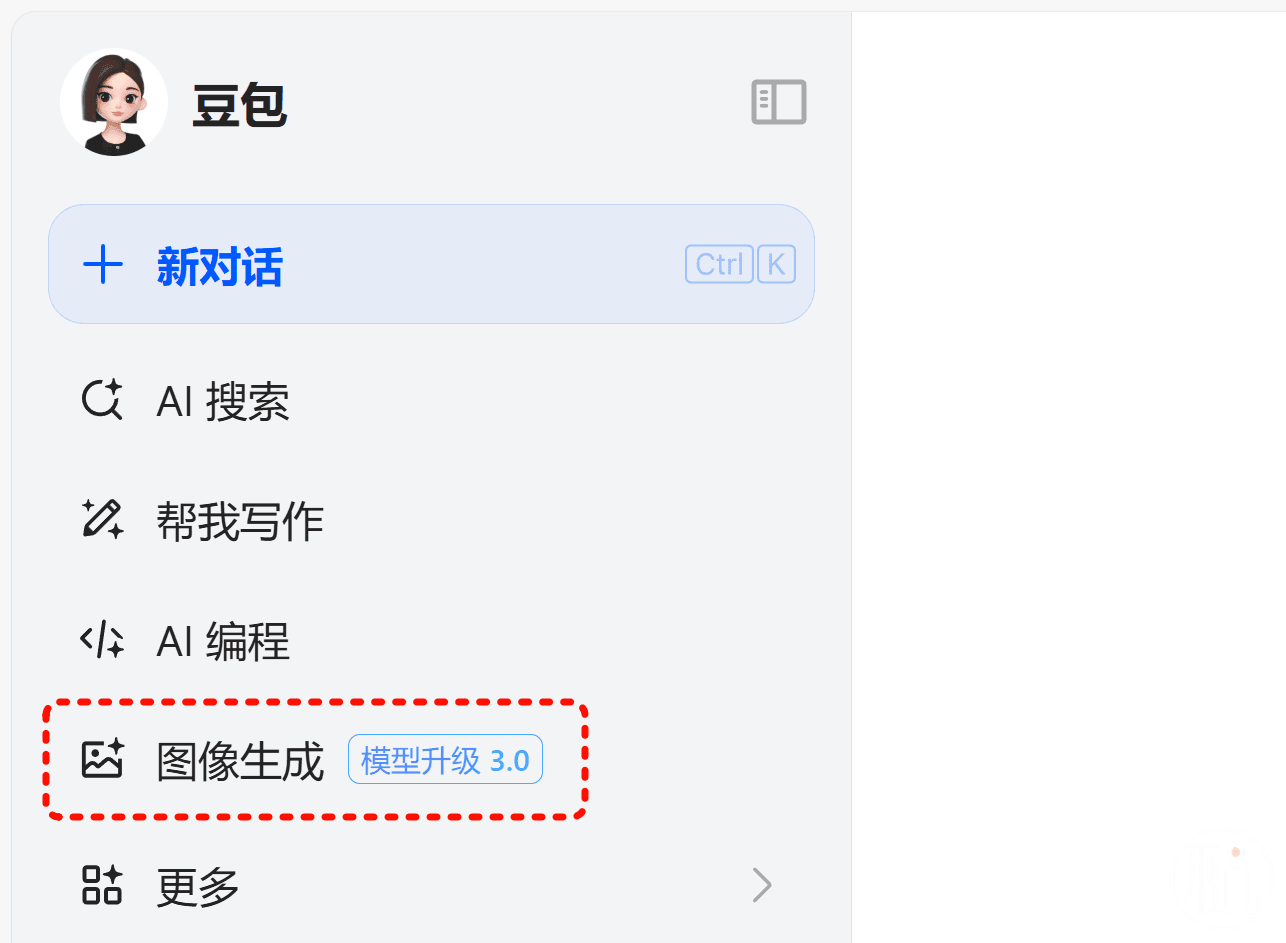 豆包
新对话 Ctrl K
AI 搜索
帮我写作
AI 编程
图像生成 模型升级 3.0
更多